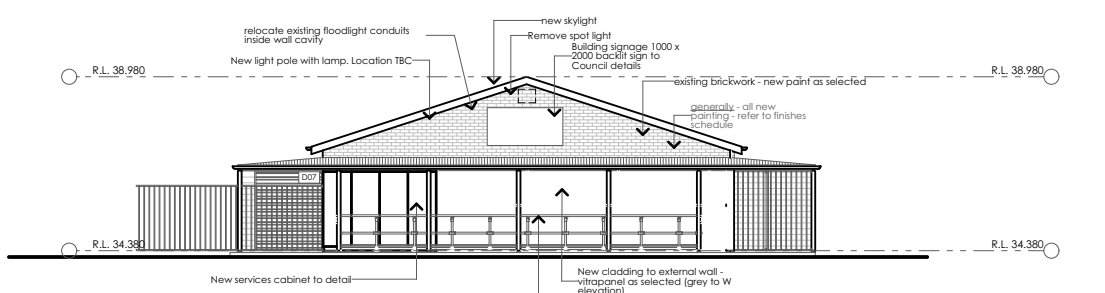 new skylight
relocate existing floodlight conduits
inside wall cavity
Remove spot light
Building signage 1000 x
2000 backlit sign to
Council details
New light pole with lamp. Location TBC
R.L. 38.980
R.L. 38.980
existing brickwork - new paint as selected
generally - all new
painting - refer to finishes
schedule
D07
R.L. 34.380
R.L. 34.380
New services cabinet to detail
New cladding to external wall -
vitrapanel as selected (grey to W
elevation)